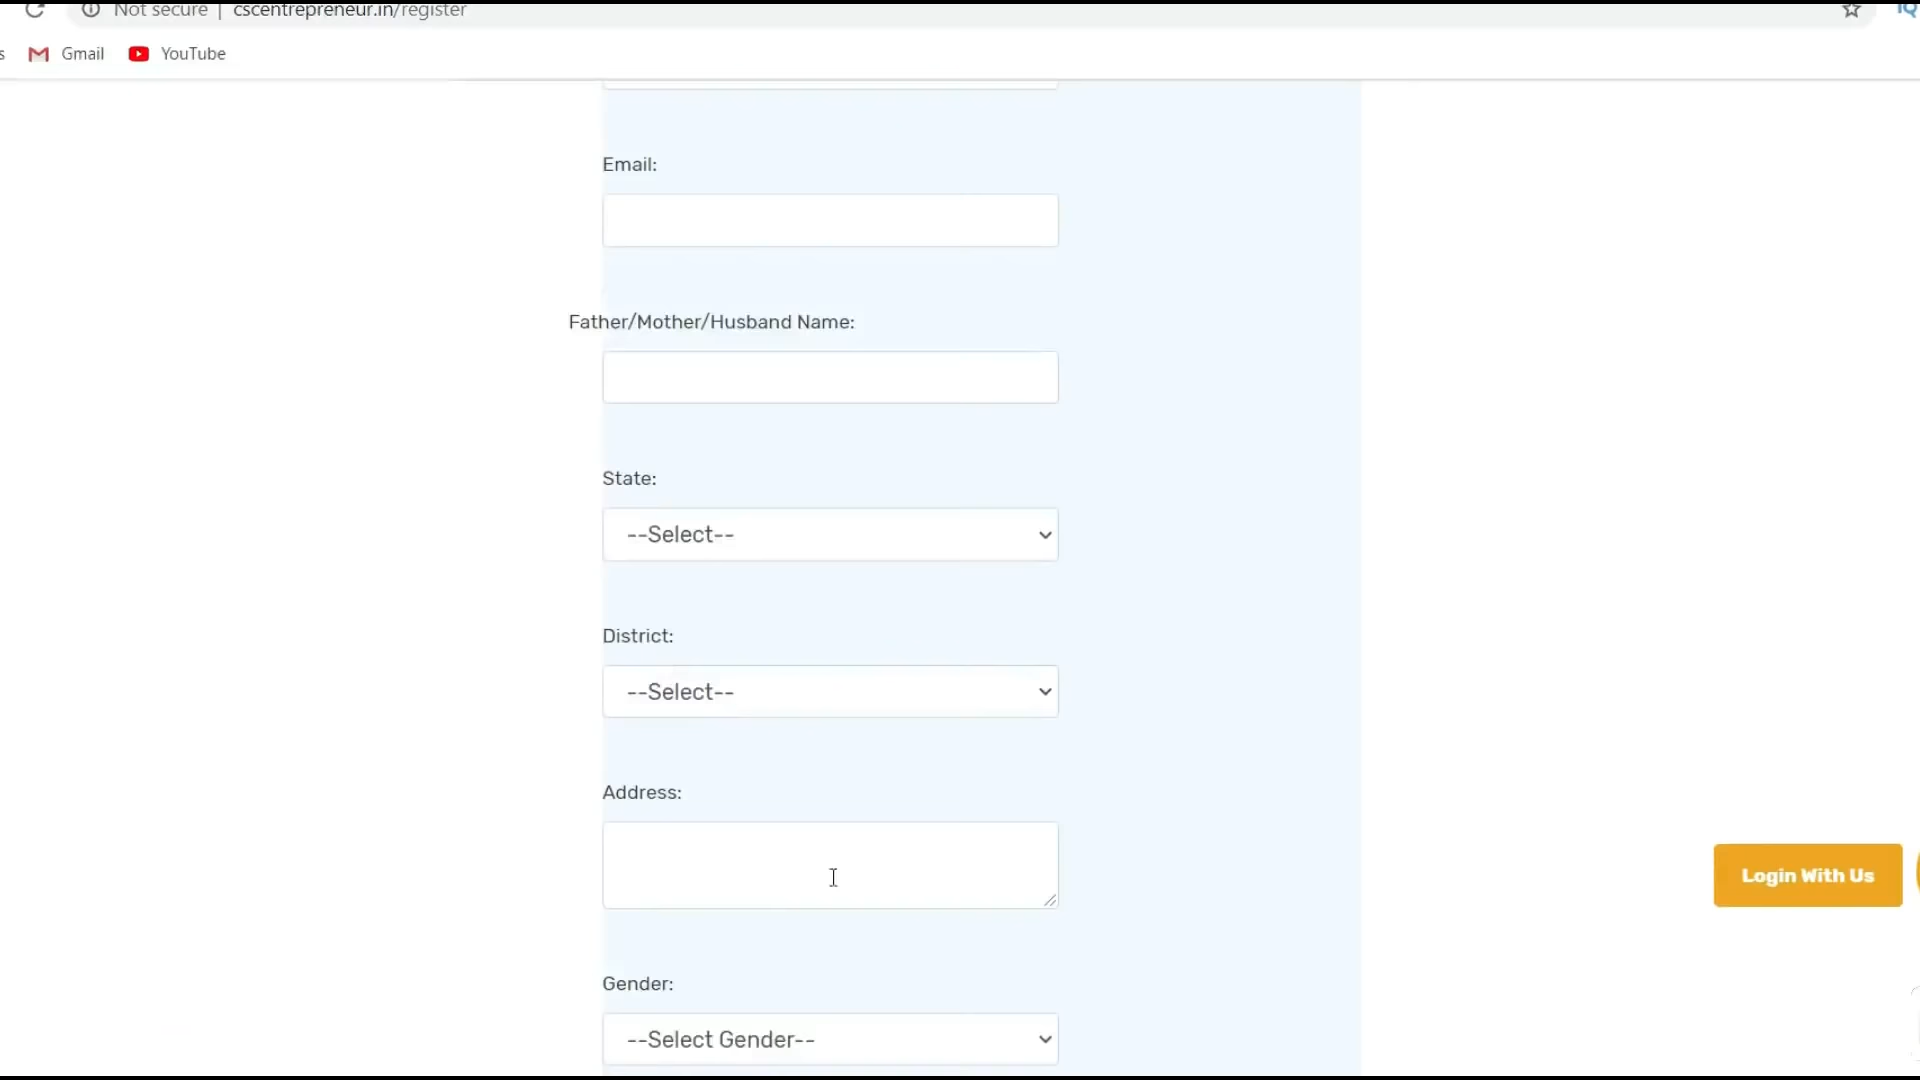 Not secure | cscentrepreneur.in/register
s Gmail YouTube
Email:
Father/Mother/Husband Name:
State:
--Select--
District:
--Select--
Address:
Login With Us
Gender:
--Select Gender--